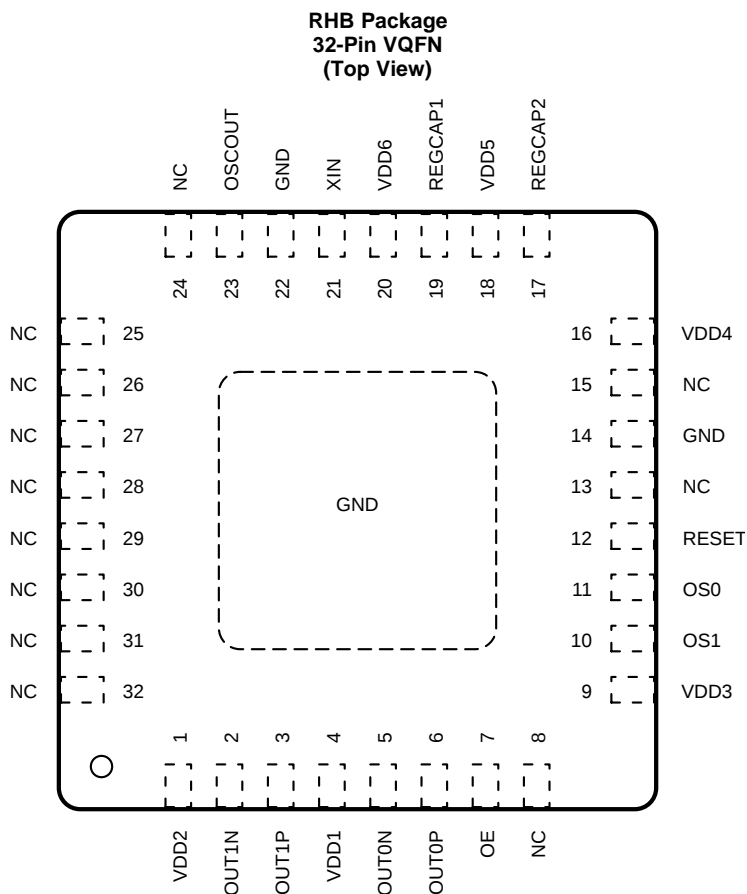 RHB Package
32-Pin VQFN
(Top View)
NC OSCOUT GND XIN VDD6 REGCAP1 VDD5 REGCAP2
24 23 22 21 20 19 18 17
NC 25 16 VDD4
NC 26 15 NC
NC 27 14 GND
NC 28 13 NC
GND
NC 29 12 RESET
NC 30 11 OS0
NC 31 10 OS1
NC 32 9 VDD3
1 2 3 4 5 6 7 8
VDD2 OUT1N OUT1P VDD1 OUT0N OUT0P OE NC